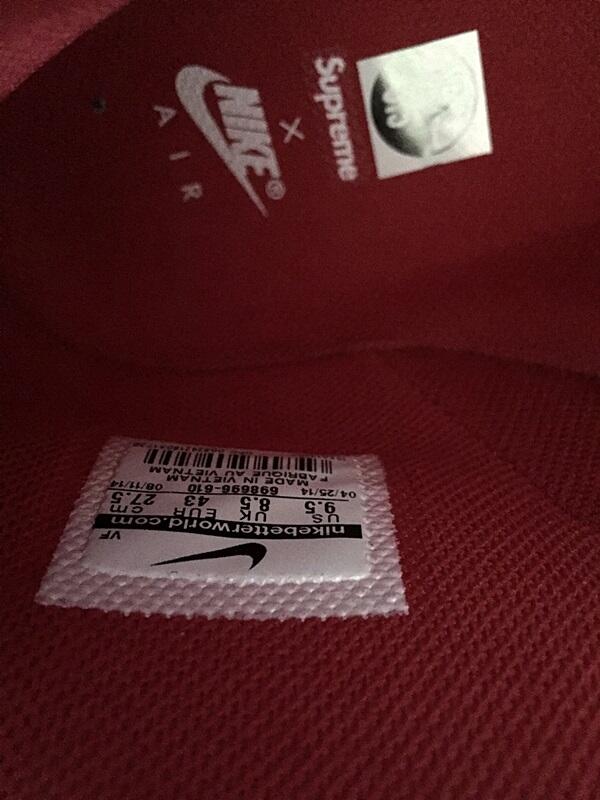 NIKE®
AIR
×
Supreme
VF
nikebetterworld.com
US UK EUR cm
9.5 8.5 43 27.5
04/25/14 698696-610 08/11/14
MADE IN VIETNAM
FABRIQUE AU VIETNAM